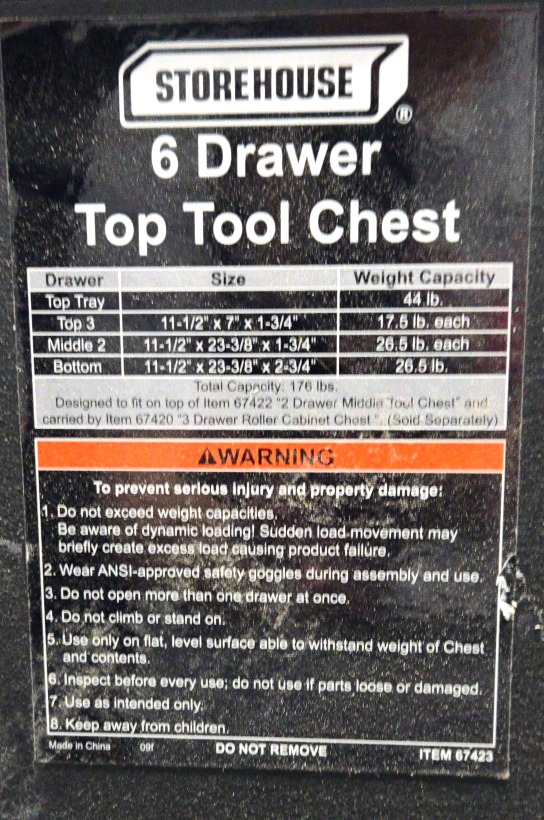 STOREHOUSE
®
6 Drawer
Top Tool Chest
Drawer Size Weight Capacity
Top Tray 44 lb.
Top 3 11-1/2" x 7" x 1-3/4" 17.5 lb. each
Middle 2 11-1/2" x 23-3/8" x 1-3/4" 26.5 lb. each
Bottom 11-1/2" x 23-3/8" x 2-3/4" 26.5 lb.
Total Capacity: 176 lbs.
Designed to fit on top of Item 67422 "2 Drawer Middle Tool Chest" and
carried by Item 67420 "3 Drawer Roller Cabinet Chest ". (Sold Separately)
⚠WARNING
To prevent serious injury and property damage:
1. Do not exceed weight capacities.
Be aware of dynamic loading! Sudden load movement may
briefly create excess load causing product failure.
2. Wear ANSI-approved safety goggles during assembly and use.
3. Do not open more than one drawer at once.
4. Do not climb or stand on.
5. Use only on flat, level surface able to withstand weight of Chest
and contents.
6. Inspect before every use; do not use if parts loose or damaged.
7. Use as intended only.
8. Keep away from children.
Made in China 09f DO NOT REMOVE ITEM 67423